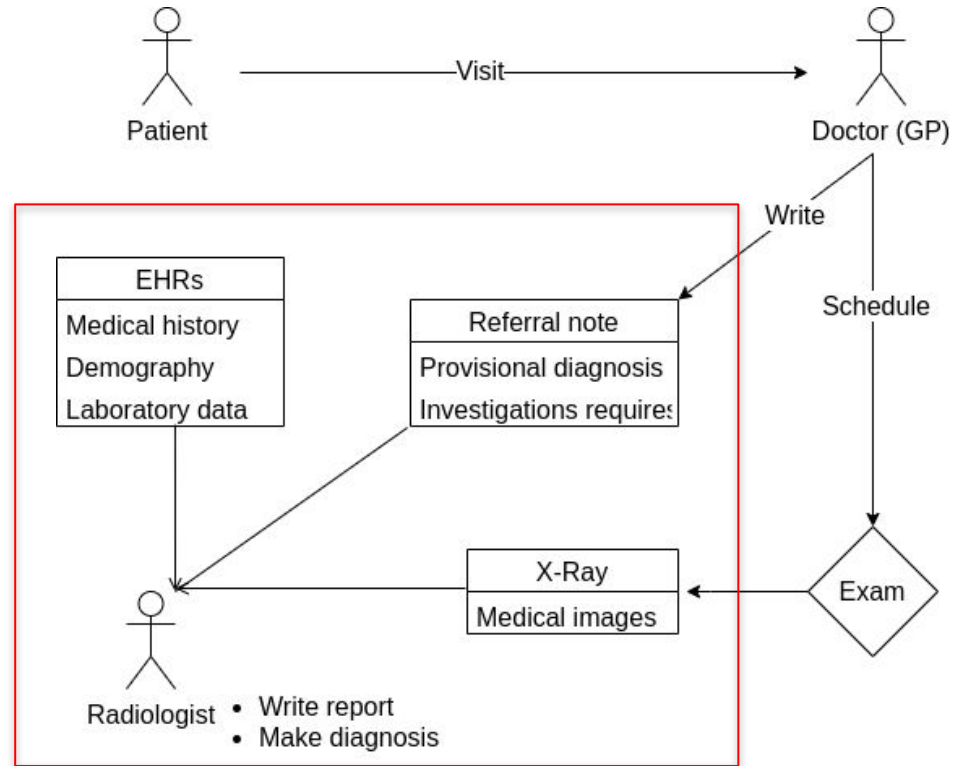 Visit
Patient
Doctor (GP)
Write
EHRs
Medical history
Demography
Laboratory data
Referral note
Provisional diagnosis
Investigations requires
Schedule
X-Ray
Medical images
Exam
Radiologist
• Write report
• Make diagnosis